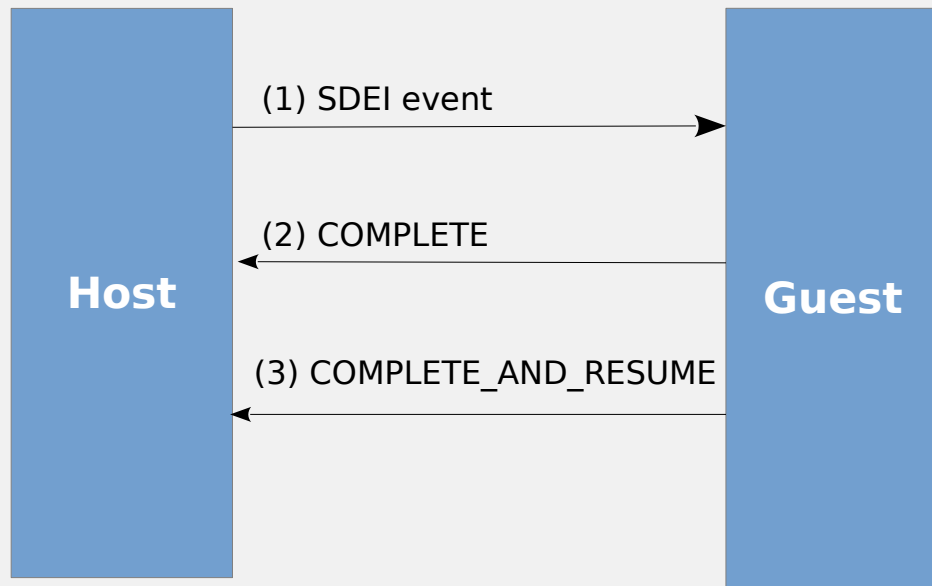 (1) SDEI event
(2) COMPLETE
Host
Guest
(3) COMPLETE_AND_RESUME